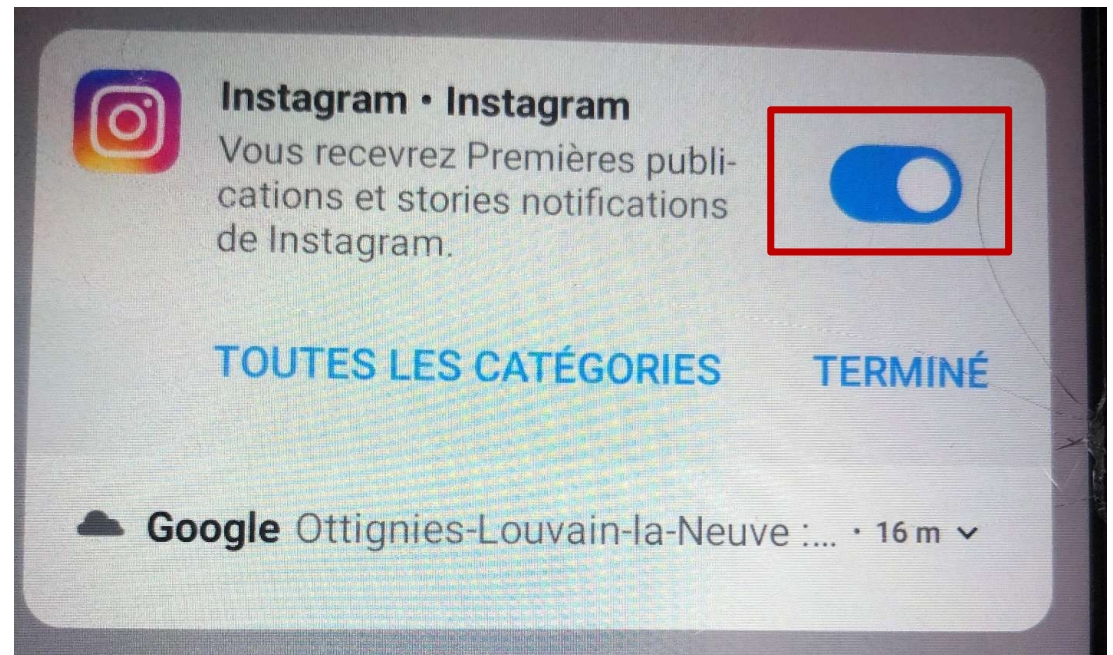 Instagram • Instagram
Vous recevrez Premières publi-
cations et stories notifications
de Instagram.
TOUTES LES CATÉGORIES TERMINÉ
Google Ottignies-Louvain-la-Neuve :... · 16 m